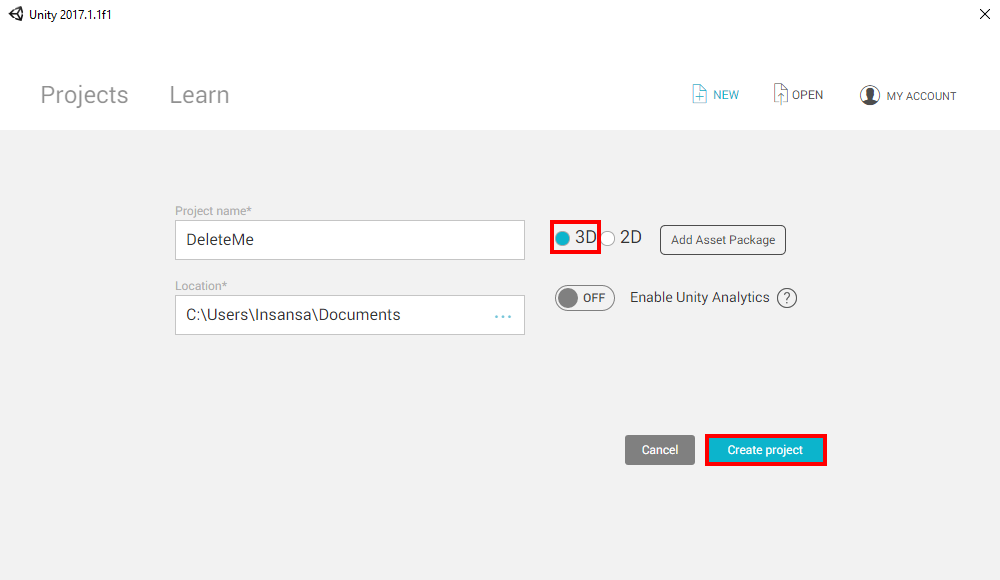 Unity 2017.1.1f1
Projects Learn NEW OPEN MY ACCOUNT
Project name*
DeleteMe
3D 2D Add Asset Package
Location*
C:\Users\Insansa\Documents ...
OFF Enable Unity Analytics ?
Cancel Create project